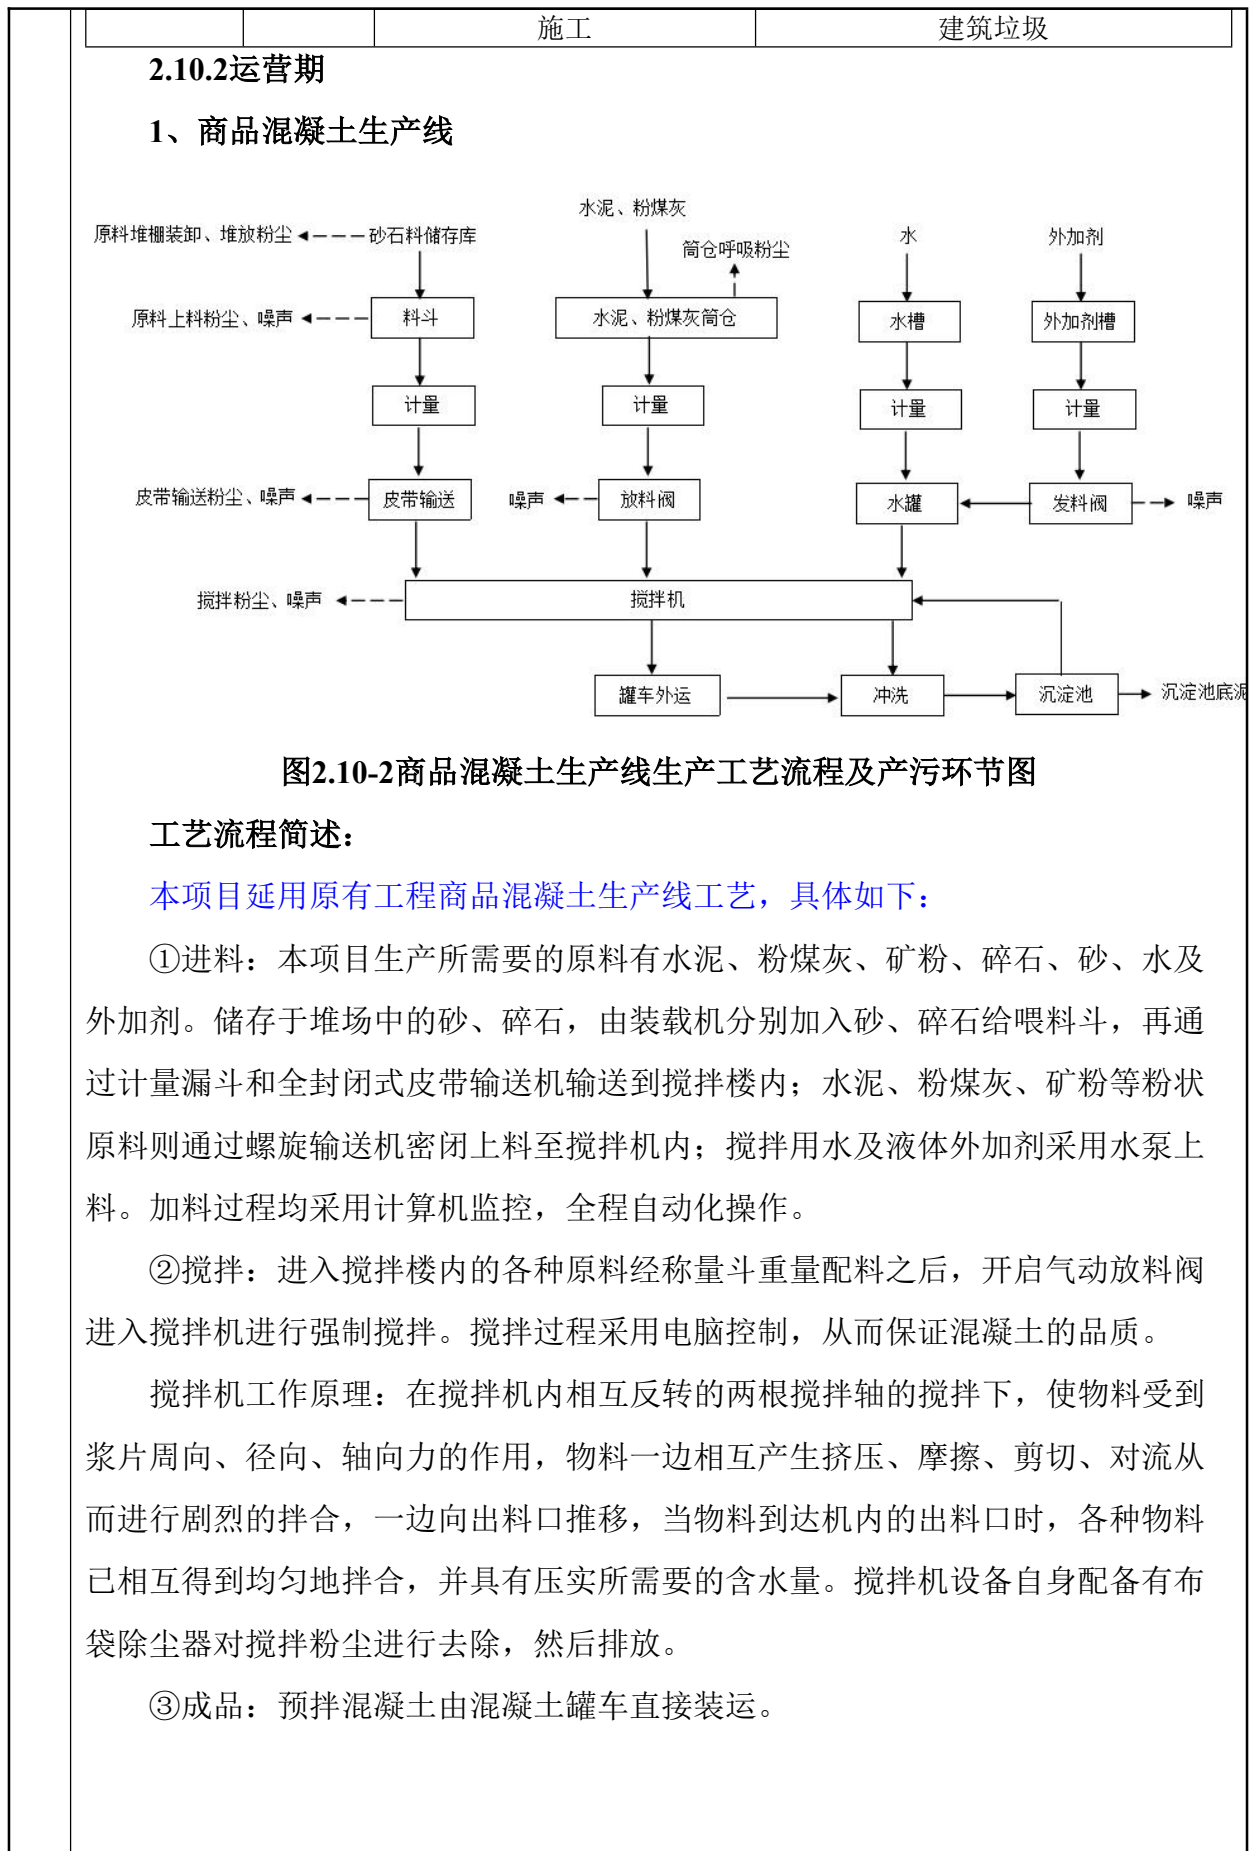 施工 建筑垃圾
2.10.2运营期
1、商品混凝土生产线
水泥、粉煤灰
原料堆棚装卸、堆放粉尘 砂石料储存库 筒仓呼吸粉尘 水 外加剂
原料上料粉尘、噪声 料斗 水泥、粉煤灰筒仓 水槽 外加剂槽
计量 计量 计量 计量
皮带输送粉尘、噪声 皮带输送 噪声 放料阀 水罐 发料阀 噪声
搅拌粉尘、噪声 搅拌机
罐车外运 冲洗 沉淀池 沉淀池底泥
图2.10-2商品混凝土生产线生产工艺流程及产污环节图
工艺流程简述：
本项目延用原有工程商品混凝土生产线工艺，具体如下：
①进料：本项目生产所需要的原料有水泥、粉煤灰、矿粉、碎石、砂、水及
外加剂。储存于堆场中的砂、碎石，由装载机分别加入砂、碎石给喂料斗，再通
过计量漏斗和全封闭式皮带输送机输送到搅拌楼内；水泥、粉煤灰、矿粉等粉状
原料则通过螺旋输送机密闭上料至搅拌机内；搅拌用水及液体外加剂采用水泵上
料。加料过程均采用计算机监控，全程自动化操作。
②搅拌：进入搅拌楼内的各种原料经称量斗重量配料之后，开启气动放料阀
进入搅拌机进行强制搅拌。搅拌过程采用电脑控制，从而保证混凝土的品质。
搅拌机工作原理：在搅拌机内相互反转的两根搅拌轴的搅拌下，使物料受到
浆片周向、径向、轴向力的作用，物料一边相互产生挤压、摩擦、剪切、对流从
而进行剧烈的拌合，一边向出料口推移，当物料到达机内的出料口时，各种物料
已相互得到均匀地拌合，并具有压实所需要的含水量。搅拌机设备自身配备有布
袋除尘器对搅拌粉尘进行去除，然后排放。
③成品：预拌混凝土由混凝土罐车直接装运。